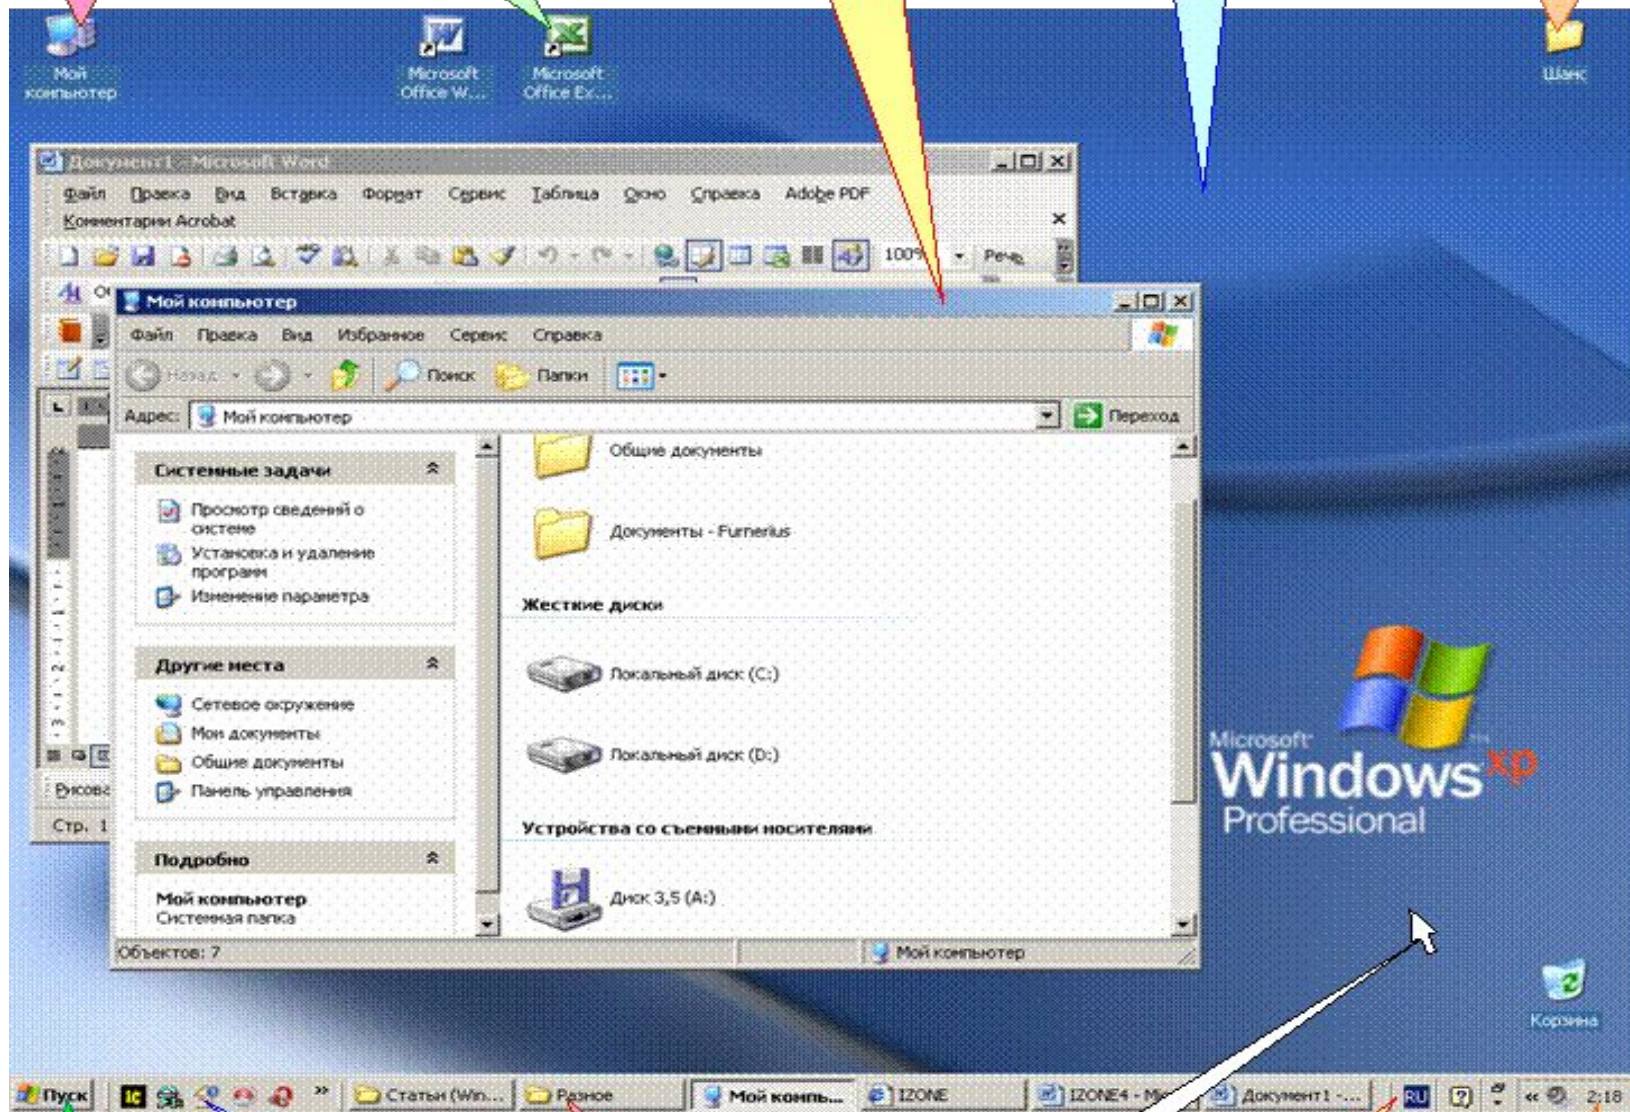 Мой
компьютер
Microsoft
Office W...
Microsoft
Office Ex...
Шанс
Документ1 - Microsoft Word
Файл Правка Вид Вставка Формат Сервис Таблица Окно Справка Adobe PDF
Комментарии Acrobat
100%
Мой компьютер
Файл Правка Вид Избранное Сервис Справка
Назад Поиск Папки
Адрес: Мой компьютер Переход
Системные задачи
Просмотр сведений о
системе
Установка и удаление
программ
Изменение параметра
Другие места
Сетевое окружение
Мои документы
Общие документы
Панель управления
Подробно
Мой компьютер
Системная папка
Общие документы
Документы - Furnerius
Жесткие диски
Локальный диск (C:)
Локальный диск (D:)
Устройства со съемными носителями
Диск 3,5 (A:)
Объектов: 7
Мой компьютер
Стр. 1
Microsoft
Windows xp
Professional
Корзина
Пуск
1C
Статьи (Win...
Разное
Мой компь...
IZONE
IZONE4 - Mic
Документ1 -...
RU
2:18